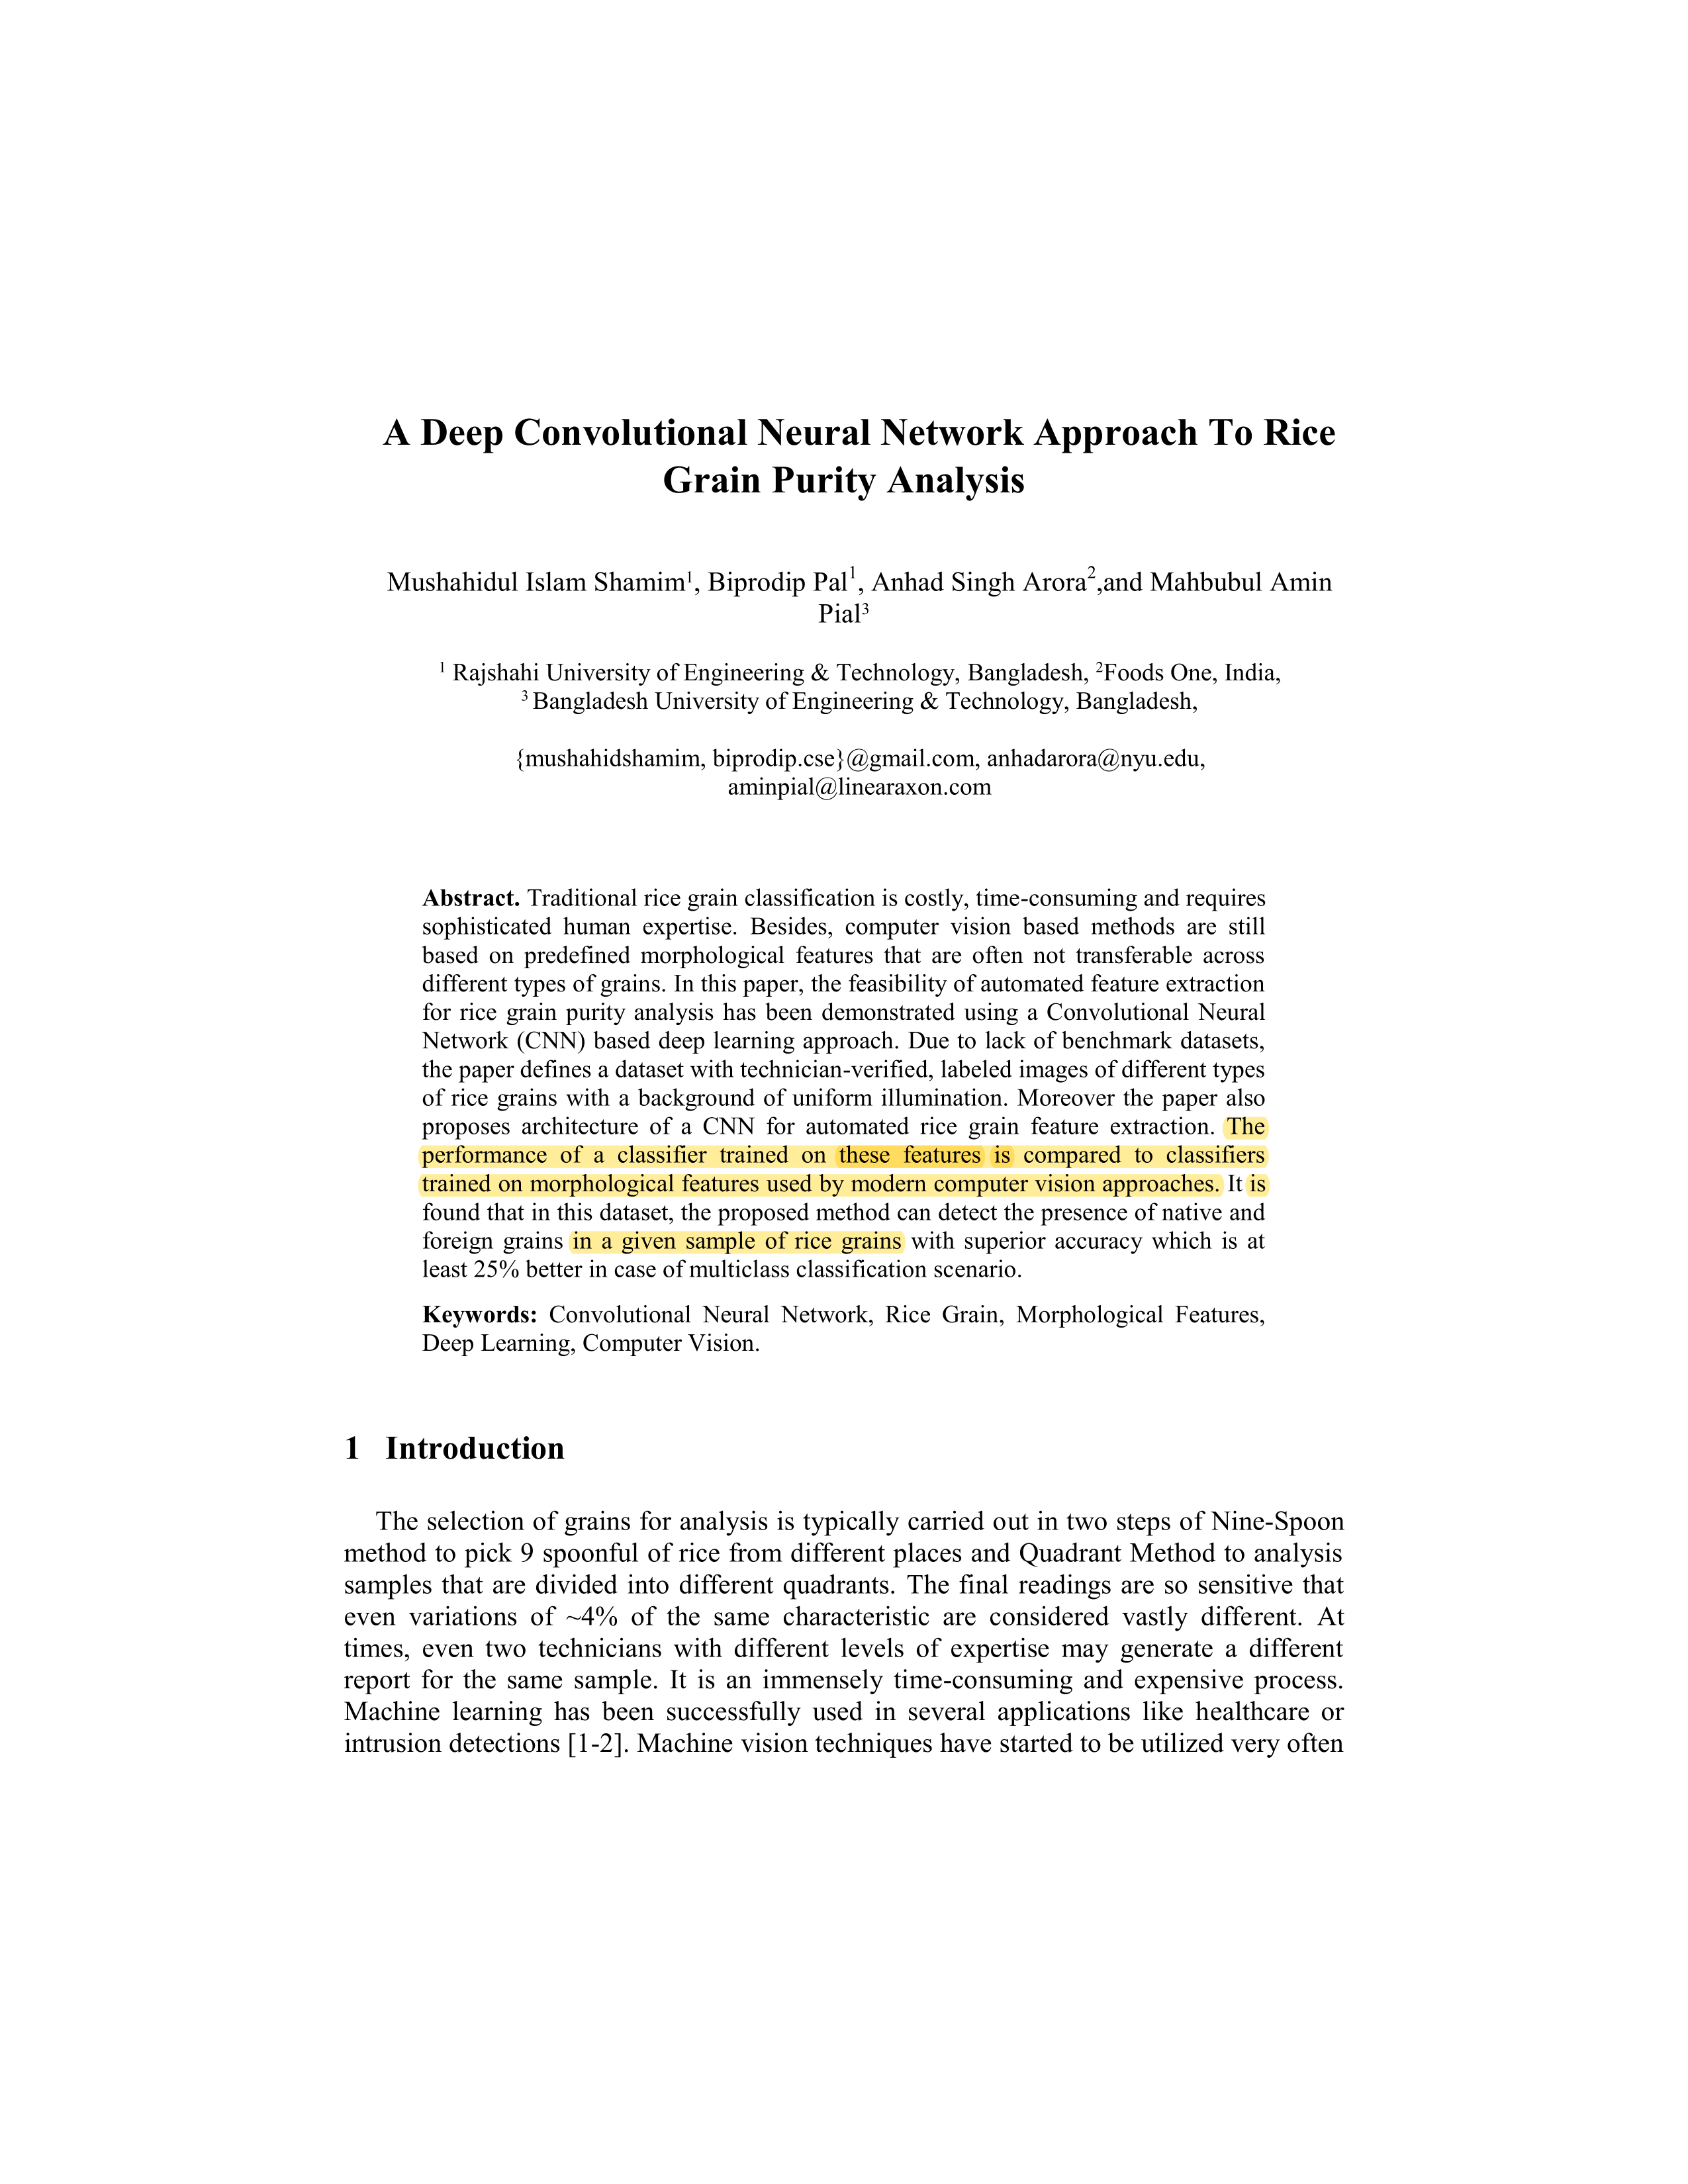 A Deep Convolutional Neural Network Approach To Rice
Grain Purity Analysis
Mushahidul Islam Shamim¹, Biprodip Pal¹, Anhad Singh Arora²,and Mahbubul Amin
Pial³
¹ Rajshahi University of Engineering & Technology, Bangladesh, ²Foods One, India,
³ Bangladesh University of Engineering & Technology, Bangladesh,
{mushahidshamim, biprodip.cse}@gmail.com, anhadarora@nyu.edu,
aminpial@linearaxon.com
Abstract. Traditional rice grain classification is costly, time-consuming and requires
sophisticated human expertise. Besides, computer vision based methods are still
based on predefined morphological features that are often not transferable across
different types of grains. In this paper, the feasibility of automated feature extraction
for rice grain purity analysis has been demonstrated using a Convolutional Neural
Network (CNN) based deep learning approach. Due to lack of benchmark datasets,
the paper defines a dataset with technician-verified, labeled images of different types
of rice grains with a background of uniform illumination. Moreover the paper also
proposes architecture of a CNN for automated rice grain feature extraction. The
performance of a classifier trained on these features is compared to classifiers
trained on morphological features used by modern computer vision approaches. It is
found that in this dataset, the proposed method can detect the presence of native and
foreign grains in a given sample of rice grains with superior accuracy which is at
least 25% better in case of multiclass classification scenario.
Keywords: Convolutional Neural Network, Rice Grain, Morphological Features,
Deep Learning, Computer Vision.
1 Introduction
The selection of grains for analysis is typically carried out in two steps of Nine-Spoon
method to pick 9 spoonful of rice from different places and Quadrant Method to analysis
samples that are divided into different quadrants. The final readings are so sensitive that
even variations of ~4% of the same characteristic are considered vastly different. At
times, even two technicians with different levels of expertise may generate a different
report for the same sample. It is an immensely time-consuming and expensive process.
Machine learning has been successfully used in several applications like healthcare or
intrusion detections [1-2]. Machine vision techniques have started to be utilized very often